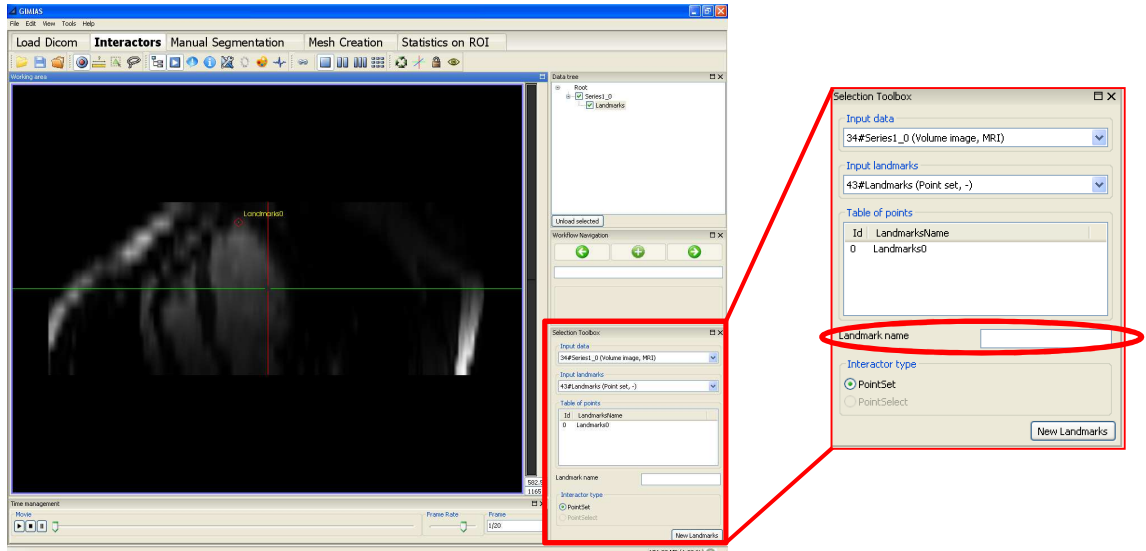 GIMIAS
File Edit View Tools Help
Load Dicom Interactors Manual Segmentation Mesh Creation Statistics on ROI
Working area
Landmarks0
Data tree
Root
Series1_0
Landmarks
Unload selected
Workflow Navigation
Selection Toolbox
Input data
34#Series1_0 (Volume image, MRI)
Input landmarks
43#Landmarks (Point set, -)
Table of points
Id LandmarksName
0 Landmarks0
Landmark name
Interactor type
PointSet
PointSelect
New Landmarks
582.5
1165
Time management
Movie
Frame Rate
Frame
1/20
Selection Toolbox
Input data
34#Series1_0 (Volume image, MRI)
Input landmarks
43#Landmarks (Point set, -)
Table of points
Id LandmarksName
0 Landmarks0
Landmark name
Interactor type
PointSet
PointSelect
New Landmarks